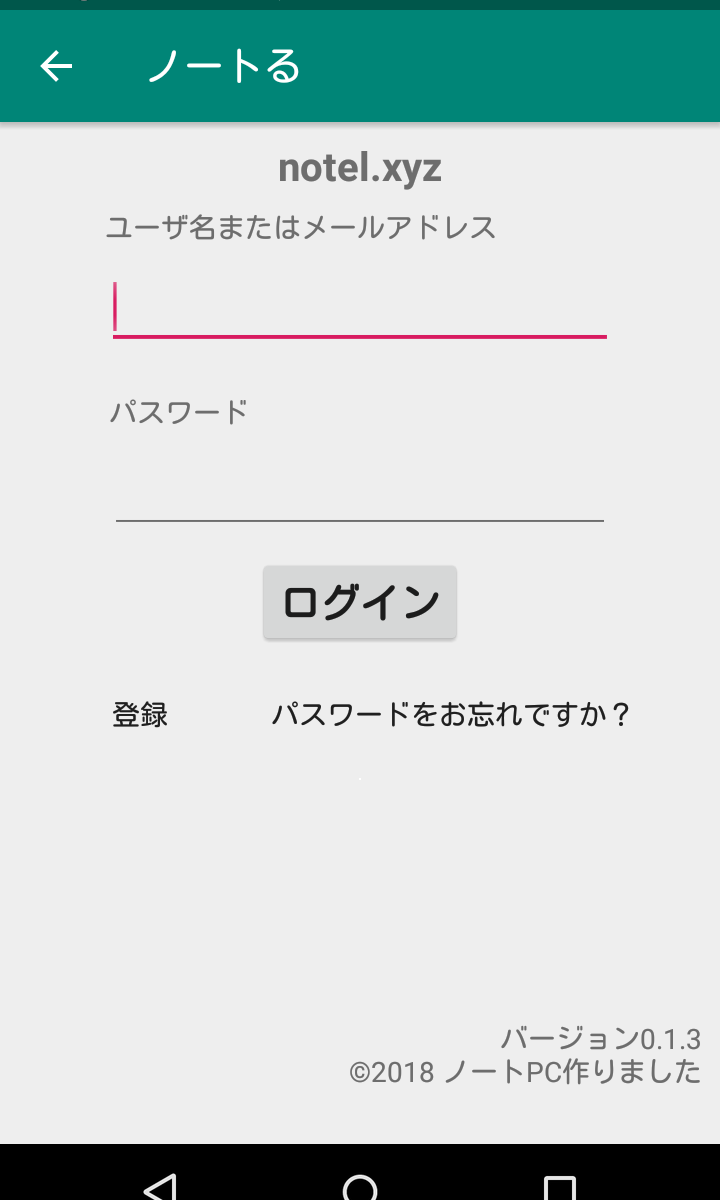 ノートる
notel.xyz
ユーザ名またはメールアドレス
パスワード
ログイン
登録 パスワードをお忘れですか？
バージョン0.1.3
©2018 ノートPC作りました